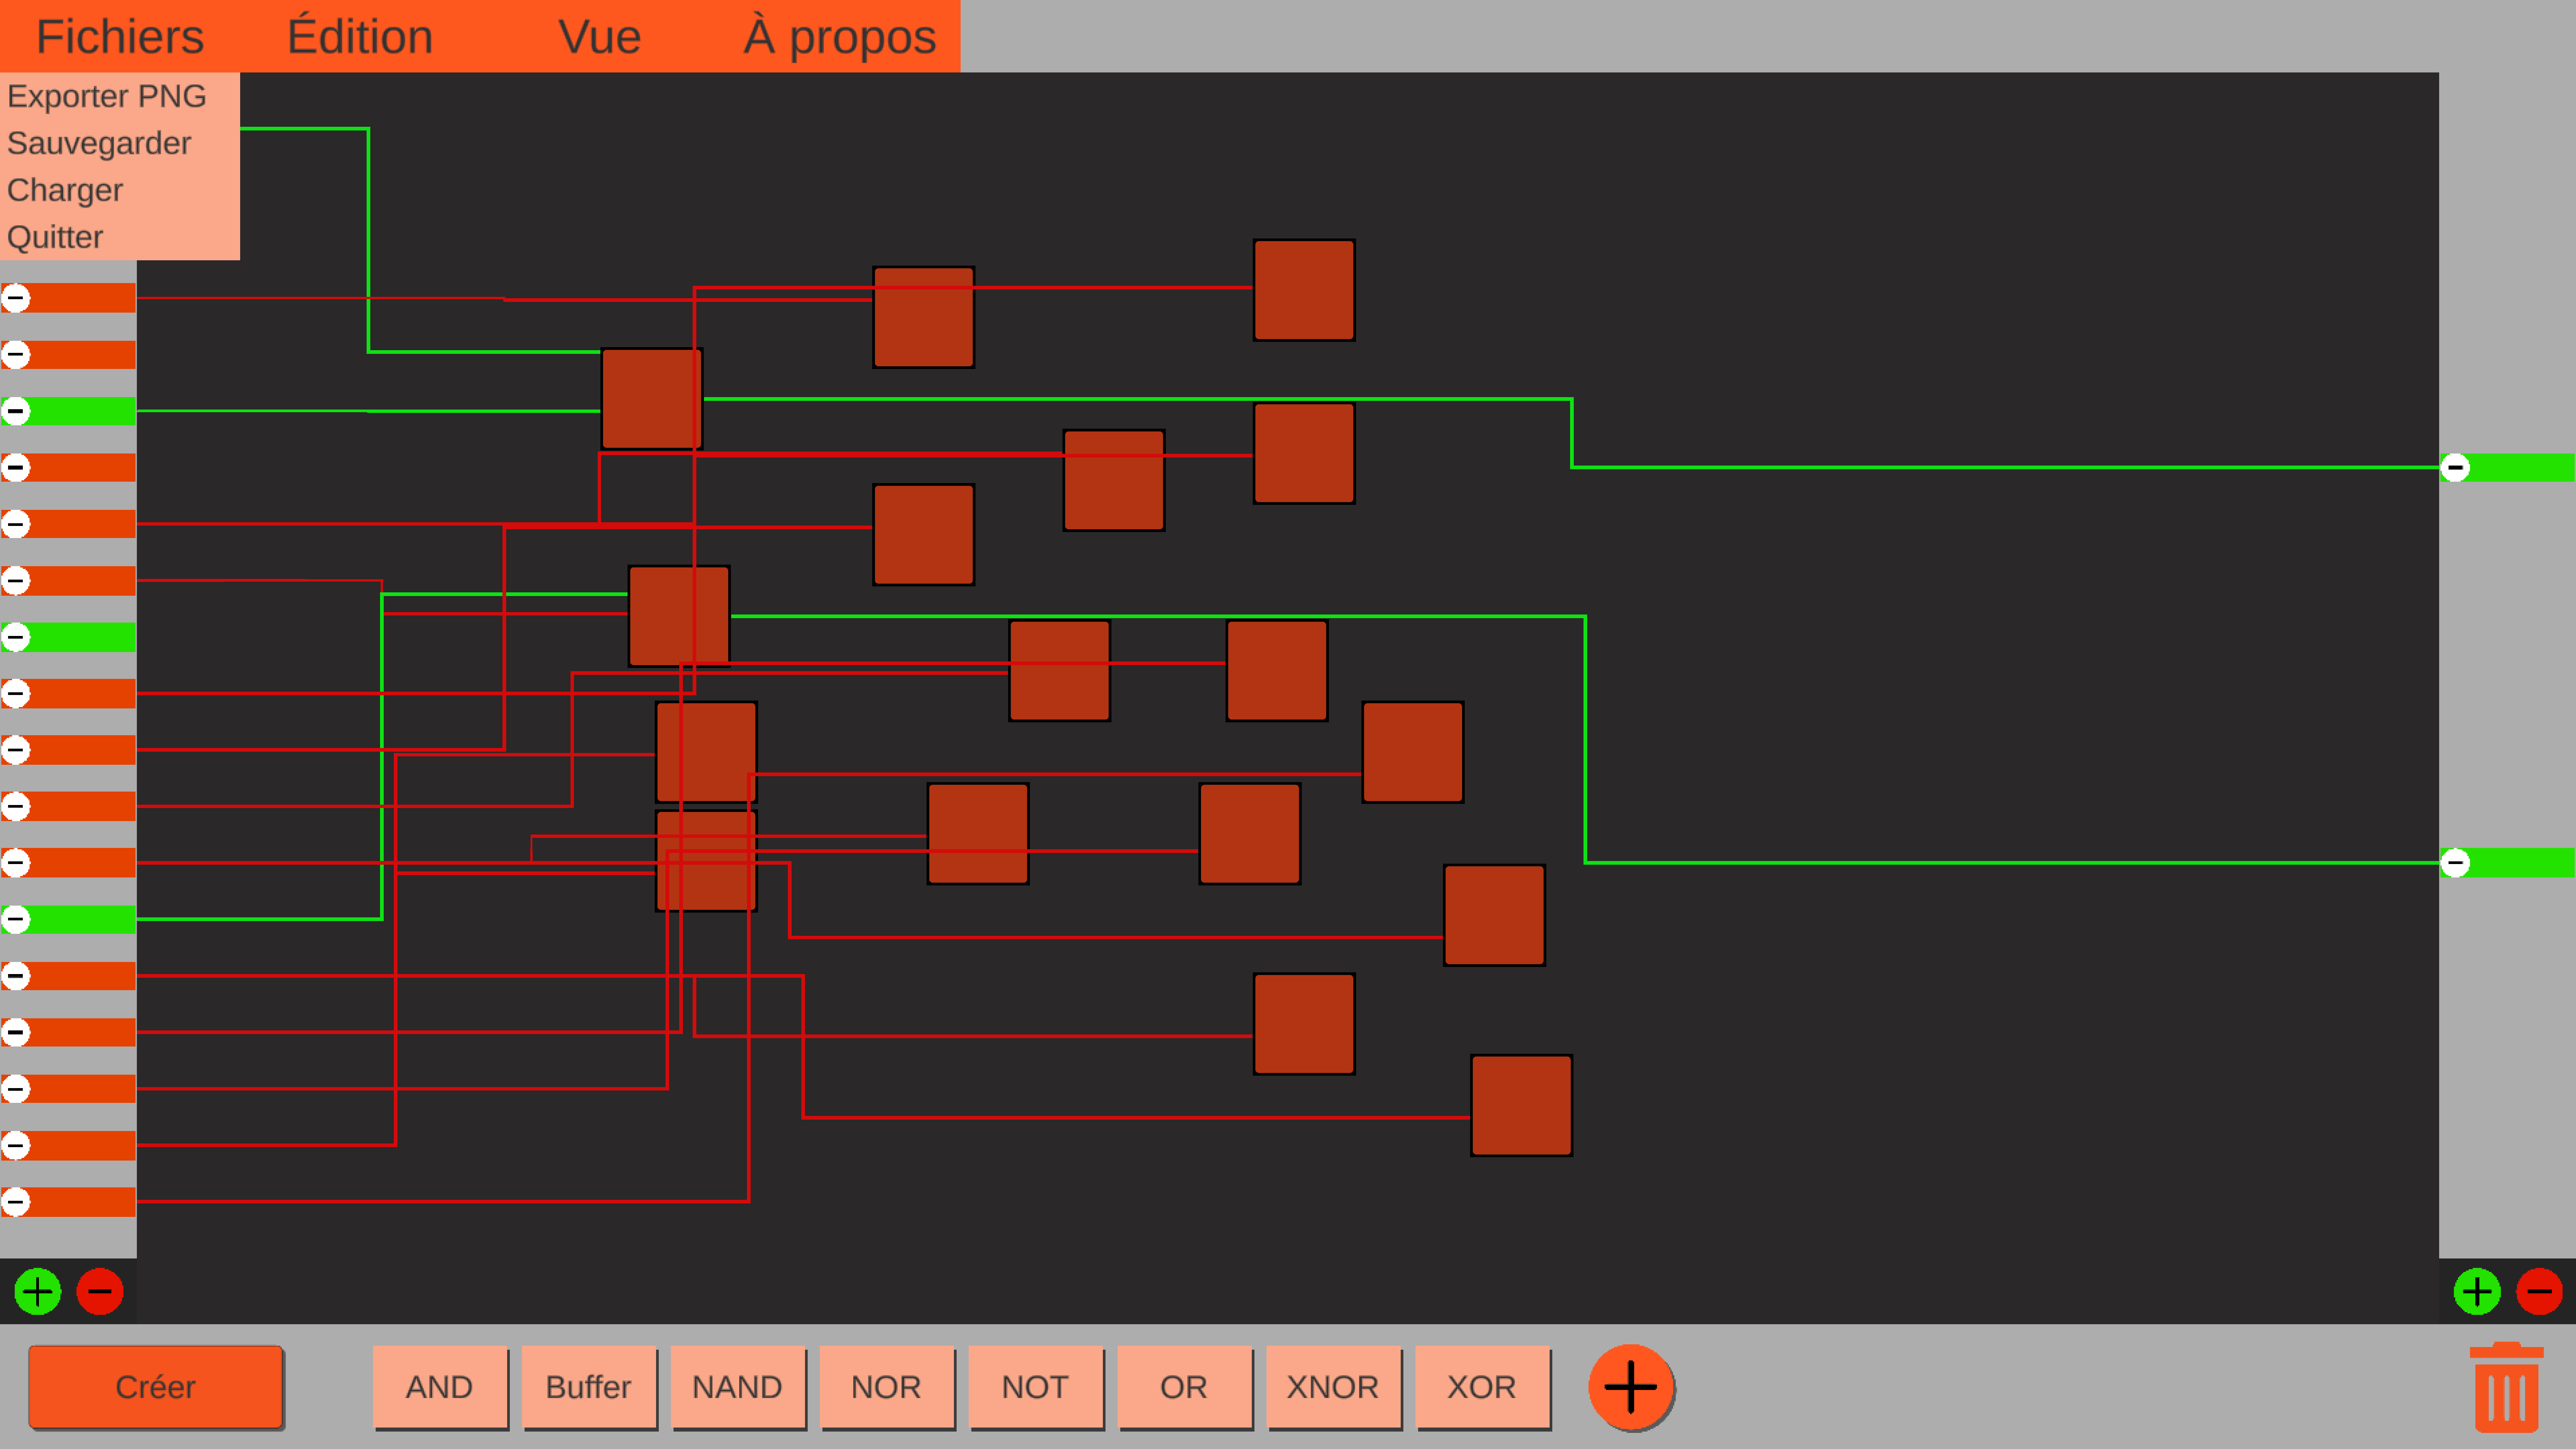 Fichiers Édition Vue À propos
Exporter PNG
Sauvegarder
Charger
Quitter
Créer AND Buffer NAND NOR NOT OR XNOR XOR